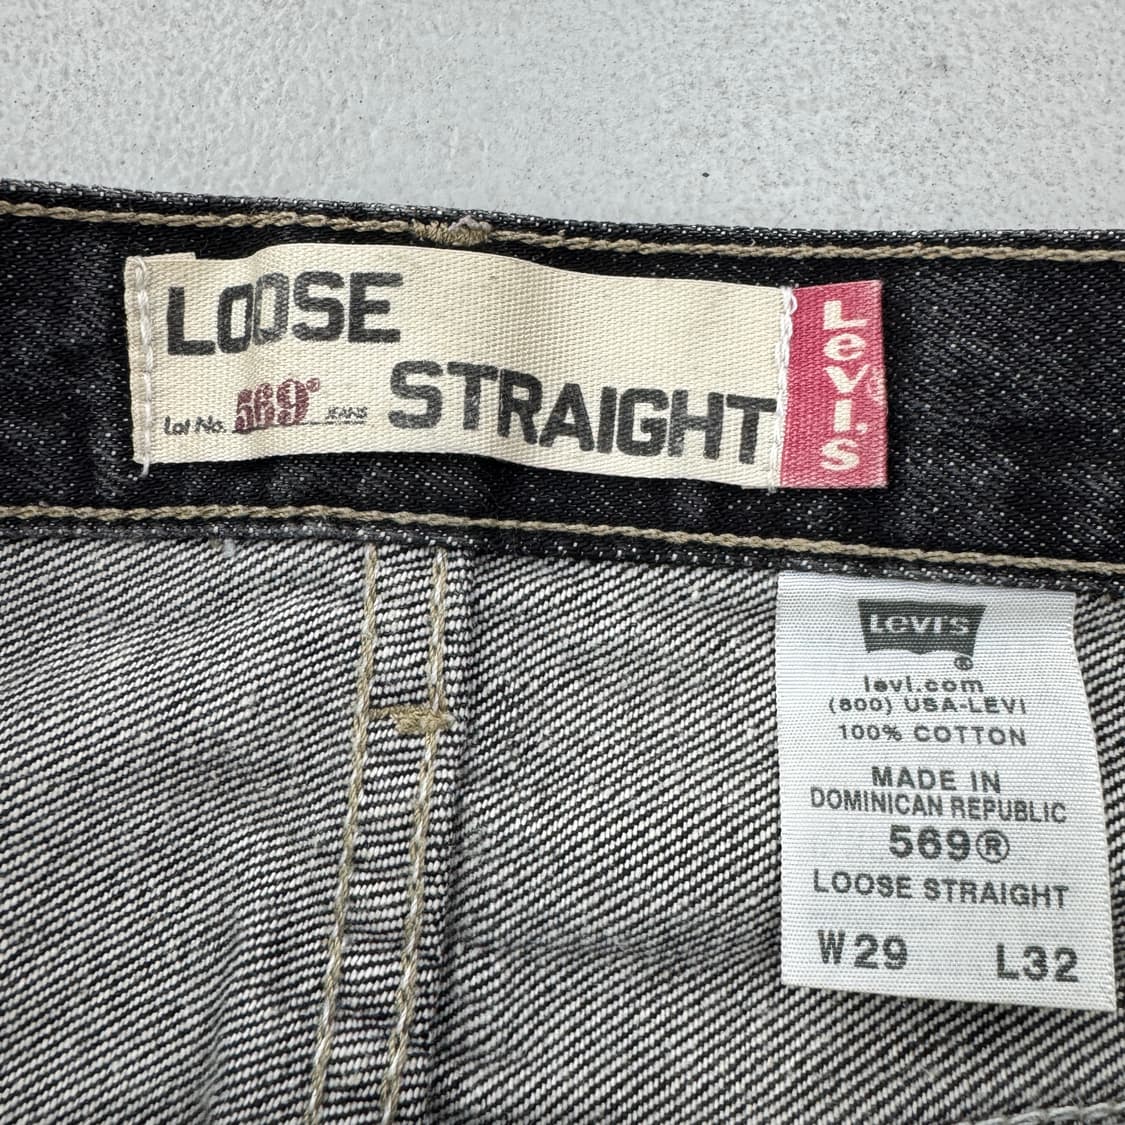 LOOSE
Lot No. 569® JEANS
STRAIGHT
Levi's
Levi's
®
levi.com
(800) USA-LEVI
100% COTTON
MADE IN
DOMINICAN REPUBLIC
569®
LOOSE STRAIGHT
W29 L32